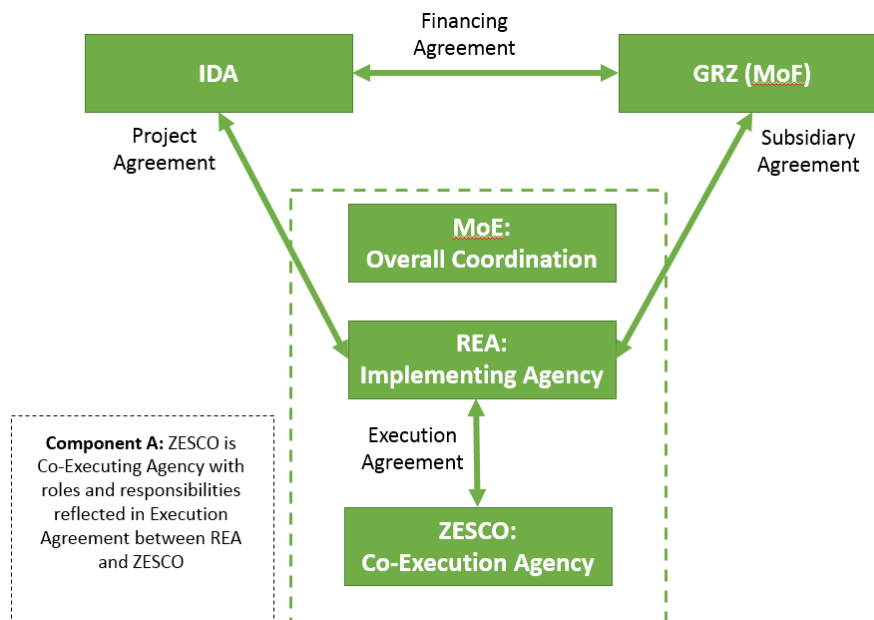 Financing
Agreement
IDA
GRZ (MoF)
Project
Agreement
Subsidiary
Agreement
MoE:
Overall Coordination
REA:
Implementing Agency
Execution
Agreement
Component A: ZESCO is
Co-Executing Agency with
roles and responsibilities
reflected in Execution
Agreement between REA
and ZESCO
ZESCO:
Co-Execution Agency